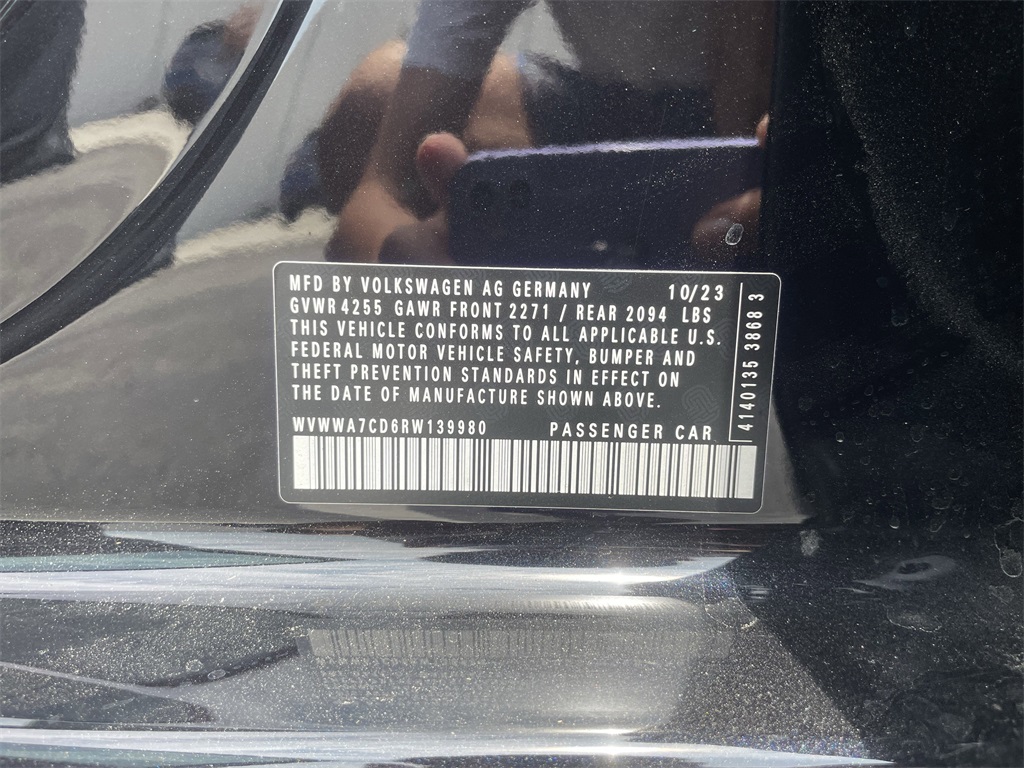 MFD BY VOLKSWAGEN AG GERMANY 10/23
GVWR 4255 GAWR FRONT 2271 / REAR 2094 LBS
THIS VEHICLE CONFORMS TO ALL APPLICABLE U.S.
FEDERAL MOTOR VEHICLE SAFETY, BUMPER AND
THEFT PREVENTION STANDARDS IN EFFECT ON
THE DATE OF MANUFACTURE SHOWN ABOVE.
WVWWA7CD6RW139980 PASSENGER CAR
4140135 3868 3